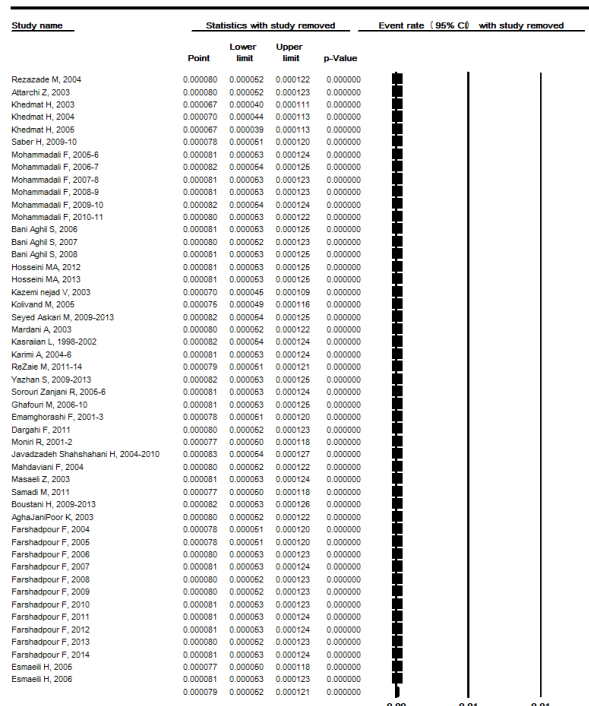 Study name Statistics with study removed Event rate (95% CI) with study removed
Lower Upper
Point limit limit p-Value
Rezazade M, 2004 0.000080 0.000052 0.000122 0.000000
Attarchi Z, 2003 0.000080 0.000052 0.000123 0.000000
Khedmat H, 2003 0.000067 0.000040 0.000111 0.000000
Khedmat H, 2004 0.000070 0.000044 0.000113 0.000000
Khedmat H, 2005 0.000067 0.000039 0.000113 0.000000
Saber H, 2009-10 0.000078 0.000051 0.000120 0.000000
Mohammadali F, 2005-6 0.000081 0.000053 0.000124 0.000000
Mohammadali F, 2006-7 0.000082 0.000054 0.000125 0.000000
Mohammadali F, 2007-8 0.000081 0.000053 0.000123 0.000000
Mohammadali F, 2008-9 0.000081 0.000053 0.000123 0.000000
Mohammadali F, 2009-10 0.000082 0.000054 0.000124 0.000000
Mohammadali F, 2010-11 0.000080 0.000053 0.000122 0.000000
Bani Aghil S, 2006 0.000081 0.000053 0.000125 0.000000
Bani Aghil S, 2007 0.000080 0.000052 0.000123 0.000000
Bani Aghil S, 2008 0.000081 0.000053 0.000125 0.000000
Hosseini MA, 2012 0.000081 0.000053 0.000125 0.000000
Hosseini MA, 2013 0.000081 0.000053 0.000125 0.000000
Kazemi nejad V, 2003 0.000070 0.000045 0.000109 0.000000
Kolivand M, 2005 0.000075 0.000049 0.000116 0.000000
Seyed Askari M, 2009-2013 0.000082 0.000054 0.000125 0.000000
Mardani A, 2003 0.000080 0.000052 0.000122 0.000000
Kasraiian L, 1998-2002 0.000082 0.000054 0.000124 0.000000
Karimi A, 2004-6 0.000081 0.000053 0.000124 0.000000
ReZaie M, 2011-14 0.000079 0.000051 0.000121 0.000000
Yazhan S, 2009-2013 0.000082 0.000053 0.000125 0.000000
Sorouri Zanjani R, 2005-6 0.000081 0.000053 0.000124 0.000000
Ghafouri M, 2006-10 0.000081 0.000053 0.000125 0.000000
Emamghorashi F, 2001-3 0.000078 0.000051 0.000120 0.000000
Dargahi F, 2011 0.000080 0.000052 0.000123 0.000000
Moniri R, 2001-2 0.000077 0.000050 0.000118 0.000000
Javadzadeh Shahshahani H, 2004-2010 0.000083 0.000054 0.000127 0.000000
Mahdaviani F, 2004 0.000080 0.000052 0.000122 0.000000
Masaeli Z, 2003 0.000081 0.000053 0.000124 0.000000
Samadi M, 2011 0.000077 0.000050 0.000118 0.000000
Boustani H, 2009-2013 0.000082 0.000053 0.000126 0.000000
AghaJaniPoor K, 2003 0.000080 0.000052 0.000122 0.000000
Farshadpour F, 2004 0.000078 0.000051 0.000120 0.000000
Farshadpour F, 2005 0.000078 0.000051 0.000120 0.000000
Farshadpour F, 2006 0.000080 0.000053 0.000123 0.000000
Farshadpour F, 2007 0.000081 0.000053 0.000124 0.000000
Farshadpour F, 2008 0.000080 0.000052 0.000123 0.000000
Farshadpour F, 2009 0.000080 0.000052 0.000123 0.000000
Farshadpour F, 2010 0.000081 0.000053 0.000123 0.000000
Farshadpour F, 2011 0.000081 0.000053 0.000124 0.000000
Farshadpour F, 2012 0.000081 0.000053 0.000124 0.000000
Farshadpour F, 2013 0.000080 0.000052 0.000123 0.000000
Farshadpour F, 2014 0.000081 0.000053 0.000124 0.000000
Esmaeili H, 2005 0.000077 0.000050 0.000118 0.000000
Esmaeili H, 2006 0.000081 0.000053 0.000123 0.000000
0.000079 0.000052 0.000121 0.000000
0.00 0.01 0.01